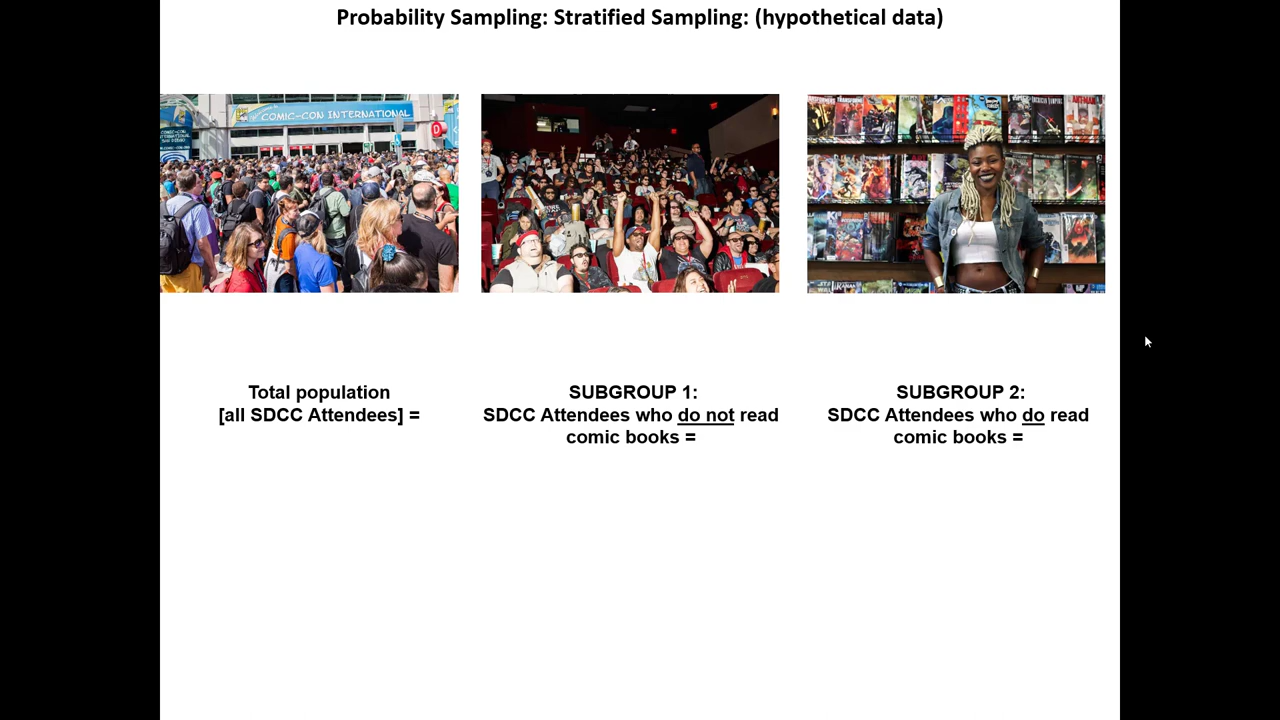 Probability Sampling: Stratified Sampling: (hypothetical data)
COMIC-CON INTERNATIONAL
D
Total population
[all SDCC Attendees] =
SUBGROUP 1:
SDCC Attendees who do not read
comic books =
SUBGROUP 2:
SDCC Attendees who do read
comic books =